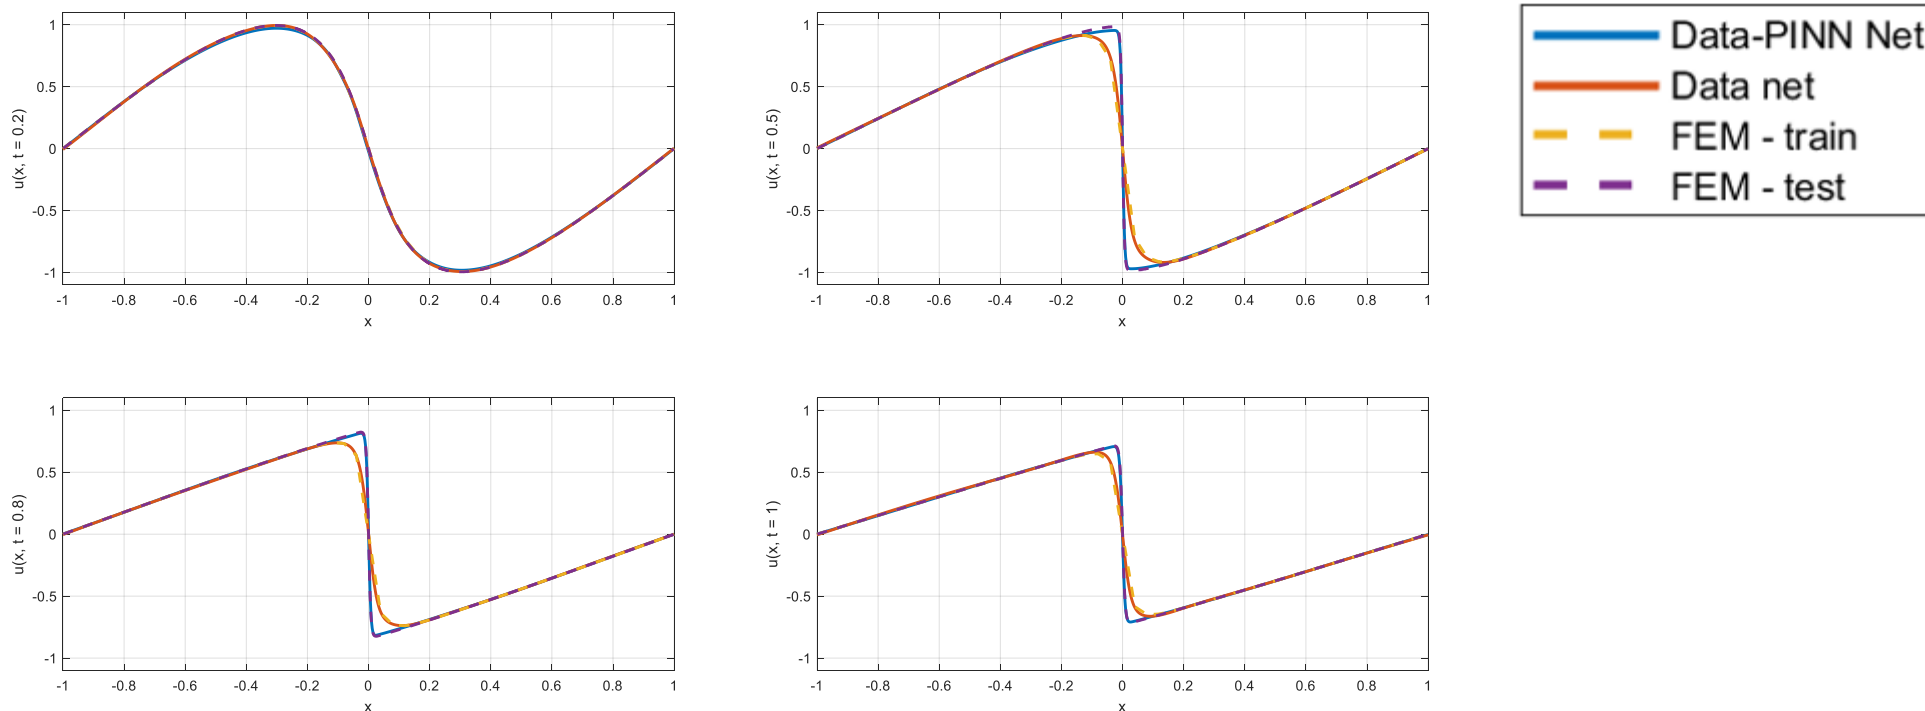 u(x, t = 0.2)
1
0.5
0
-0.5
-1
-1 -0.8 -0.6 -0.4 -0.2 0 0.2 0.4 0.6 0.8 1
x
u(x, t = 0.5)
1
0.5
0
-0.5
-1
-1 -0.8 -0.6 -0.4 -0.2 0 0.2 0.4 0.6 0.8 1
x
Data-PINN Net
Data net
FEM - train
FEM - test
u(x, t = 0.8)
1
0.5
0
-0.5
-1
-1 -0.8 -0.6 -0.4 -0.2 0 0.2 0.4 0.6 0.8 1
x
u(x, t = 1)
1
0.5
0
-0.5
-1
-1 -0.8 -0.6 -0.4 -0.2 0 0.2 0.4 0.6 0.8 1
x